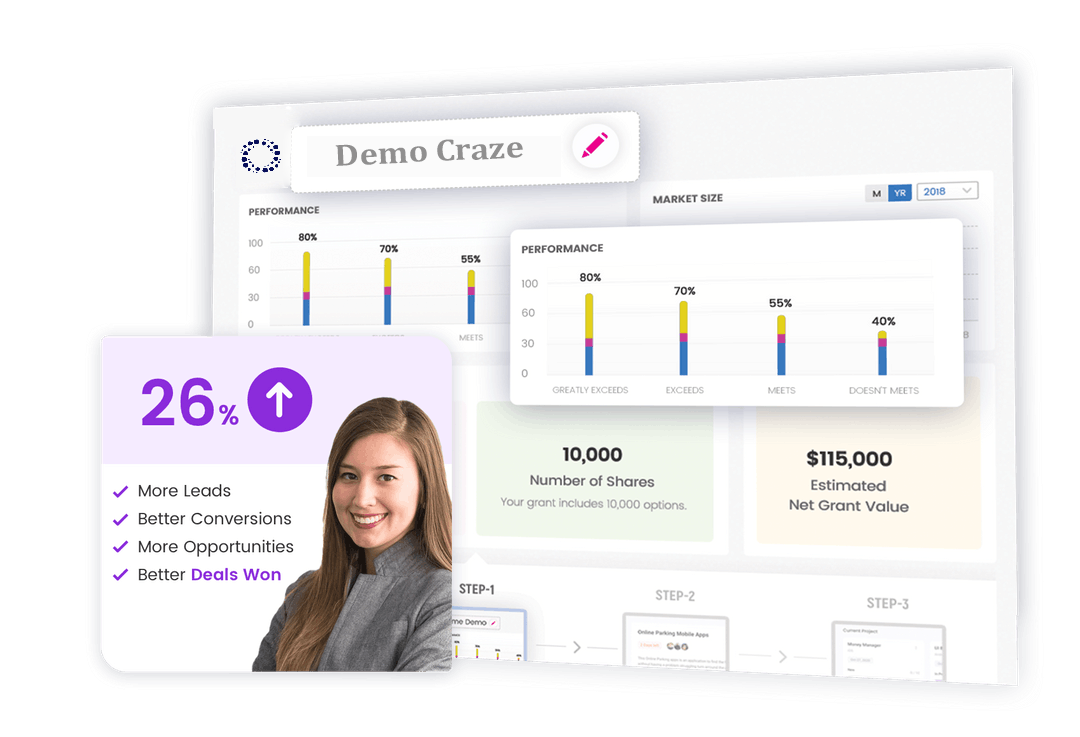 Demo Craze
PERFORMANCE
100
60
30
0
80%
70%
55%
MEETS
MARKET SIZE
M
YR
2018
PERFORMANCE
100
60
30
0
80%
70%
55%
40%
GREATLY EXCEEDS
EXCEEDS
MEETS
DOESN'T MEETS
26%
More Leads
Better Conversions
More Opportunities
Better Deals Won
10,000
Number of Shares
Your grant includes 10,000 options.
$115,000
Estimated
Net Grant Value
STEP-1
Demo
STEP-2
Online Parking Mobile Apps
STEP-3
Current Project
Money Manager